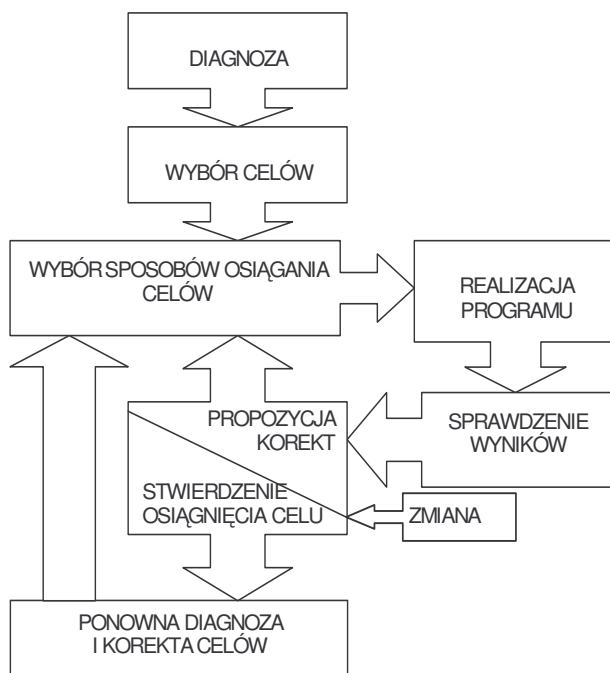 DIAGNOZA
WYBÓR CELÓW
WYBÓR SPOSOBÓW OSIĄGANIA
CELÓW
REALIZACJA
PROGRAMU
PROPOZYCJA
KOREKT
SPRAWDZENIE
WYNIKÓW
STWIERDZENIE
OSIĄGNIĘCIA CELU
ZMIANA
PONOWNA DIAGNOZA
I KOREKTA CELÓW